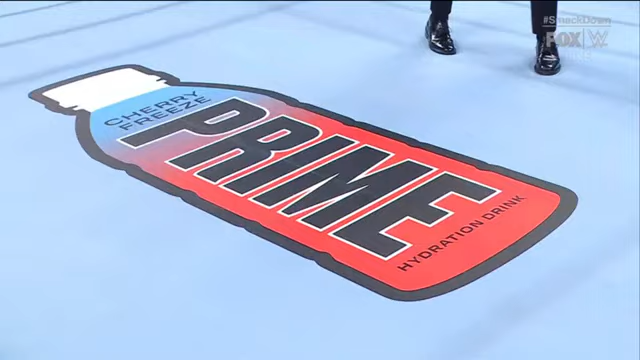 #SmackDown
FOX W
CHERRY
FREEZE
PRIME
HYDRATION DRINK